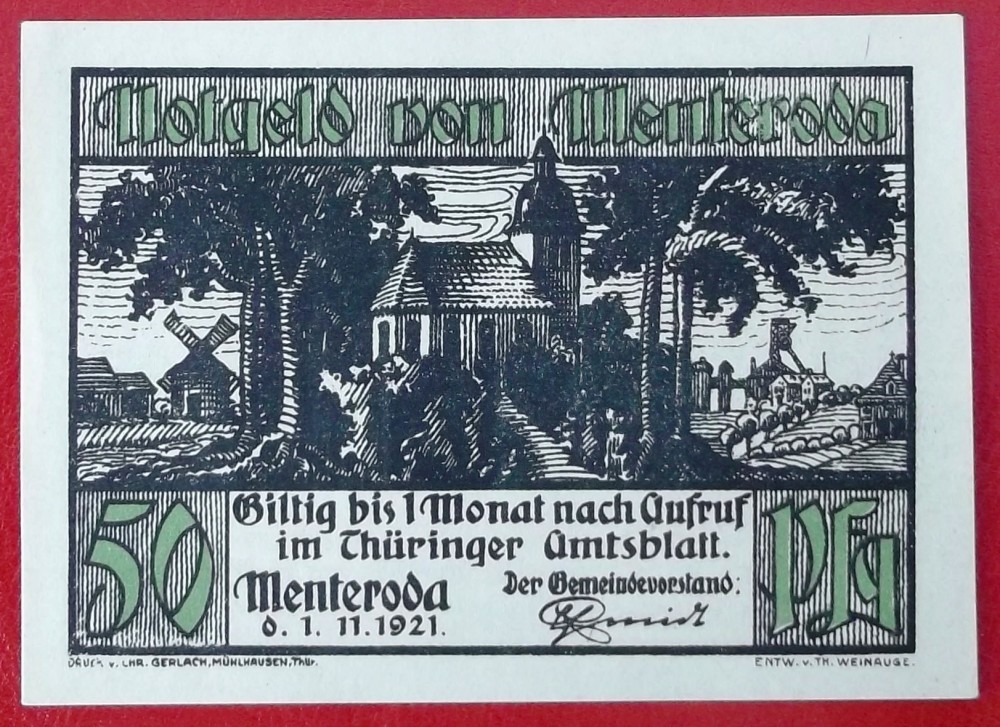 Notgeld von Menteroda
50
Giltig bis 1 Monat nach Aufruf
im Thüringer Amtsblatt.
Menteroda
d. 1. 11. 1921.
Der Gemeindevorstand:
Pfg
DRUCK v. CHR. GERLACH, MÜHLHAUSEN, Thür.
ENTW. v. TH. WEINAUGE.